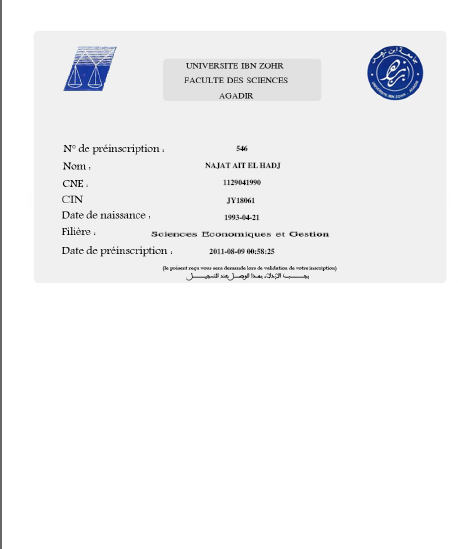 UNIVERSITE IBN ZOHR
FACULTE DES SCIENCES
AGADIR
N° de préinscription : 546
Nom : NAJAT AIT EL HADJ
CNE : 1129041990
CIN JY18061
Date de naissance : 1993-04-21
Filière : Sciences Economiques et Gestion
Date de préinscription : 2011-08-09 00:58:25
(le présent reçu vous sera demandé lors de validation de votre inscription)
يجب الإدلاء بهذا الوصل عند التسجيل